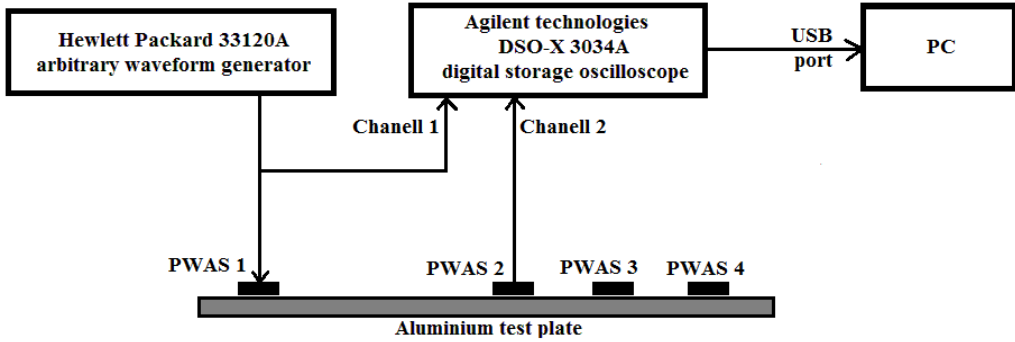 Hewlett Packard 33120A
arbitrary waveform generator
Agilent technologies
DSO-X 3034A
digital storage oscilloscope
USB
port
PC
Chanell 1
Chanell 2
PWAS 1
PWAS 2
PWAS 3
PWAS 4
Aluminium test plate